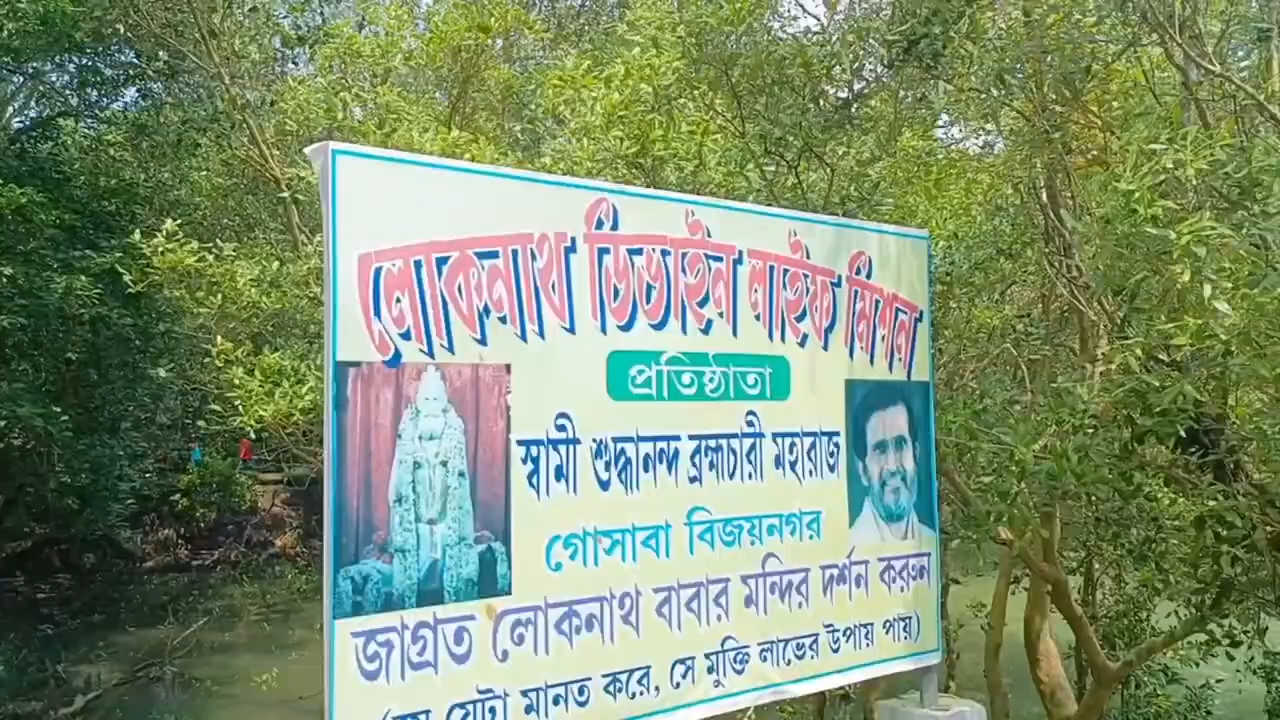 লোকনাথ ডিভাইন লাইফ মিশন
প্রতিষ্ঠাতা
স্বামী শুদ্ধানন্দ ব্রহ্মচারী মহারাজ
গোসাবা বিজয়নগর
জাগ্রত লোকনাথ বাবার মন্দির দর্শন করুন
যেটা মানত করে, সে মুক্তি লাভের উপায় পায়)